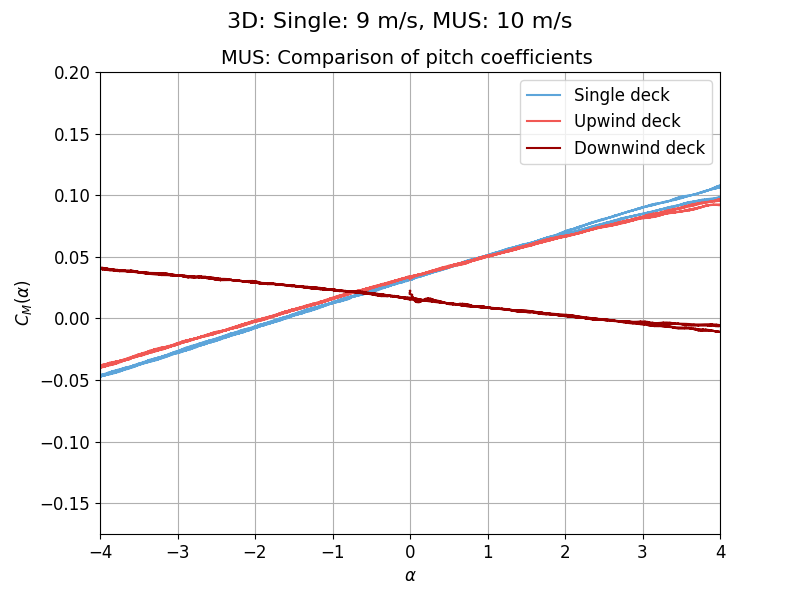 3D: Single: 9 m/s, MUS: 10 m/s
MUS: Comparison of pitch coefficients
0.20
0.15
0.10
0.05
0.00
−0.05
−0.10
−0.15
C_M(α)
Single deck
Upwind deck
Downwind deck
−4 −3 −2 −1 0 1 2 3 4
α